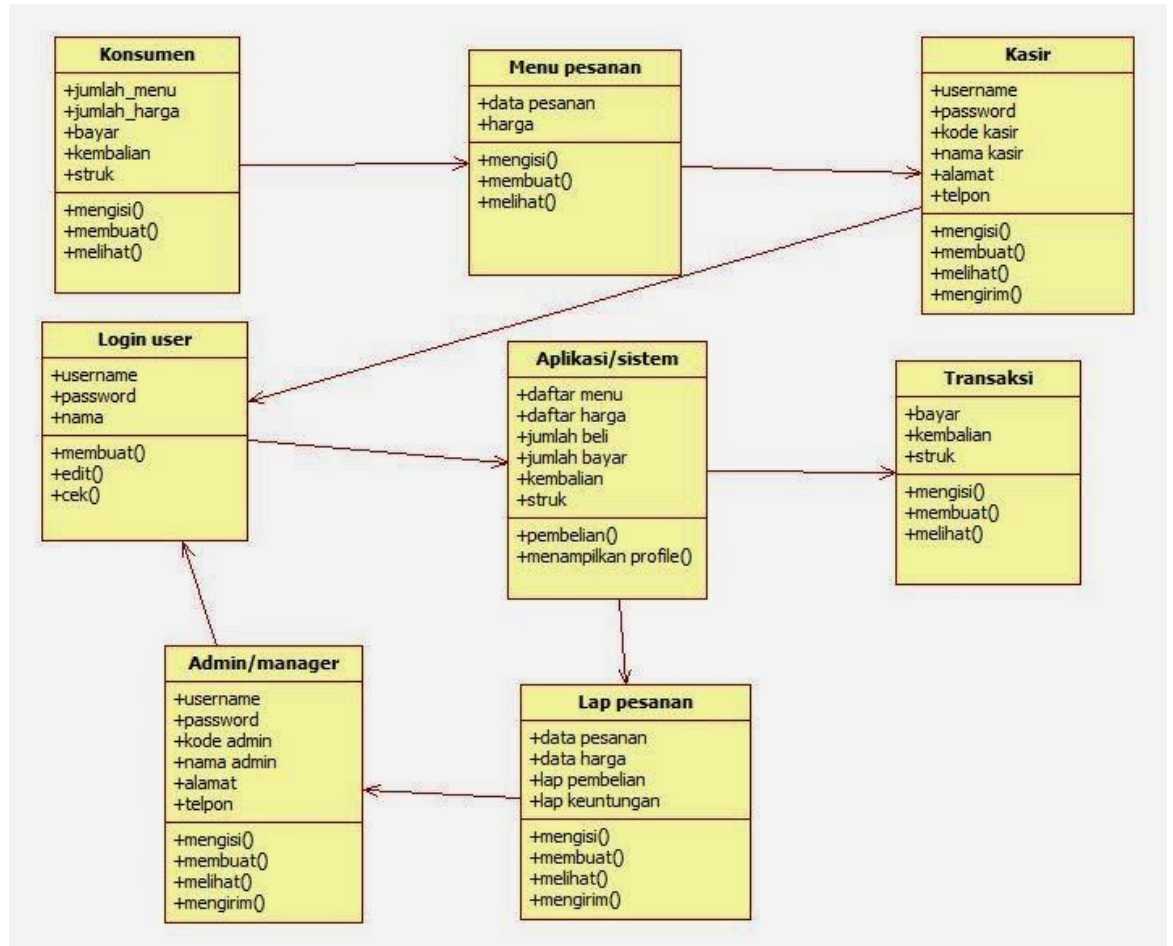 Konsumen
+jumlah_menu
+jumlah_harga
+bayar
+kembalian
+struk
+mengisi()
+membuat()
+melihat()
Menu pesanan
+data pesanan
+harga
+mengisi()
+membuat()
+melihat()
Kasir
+username
+password
+kode kasir
+nama kasir
+alamat
+telpon
+mengisi()
+membuat()
+melihat()
+mengirim()
Login user
+username
+password
+nama
+membuat()
+edit()
+cek()
Aplikasi/sistem
+daftar menu
+daftar harga
+jumlah beli
+jumlah bayar
+kembalian
+struk
+pembelian()
+menampilkan profile()
Transaksi
+bayar
+kembalian
+struk
+mengisi()
+membuat()
+melihat()
Admin/manager
+username
+password
+kode admin
+nama admin
+alamat
+telpon
+mengisi()
+membuat()
+melihat()
+mengirim()
Lap pesanan
+data pesanan
+data harga
+lap pembelian
+lap keuntungan
+mengisi()
+membuat()
+melihat()
+mengirim()